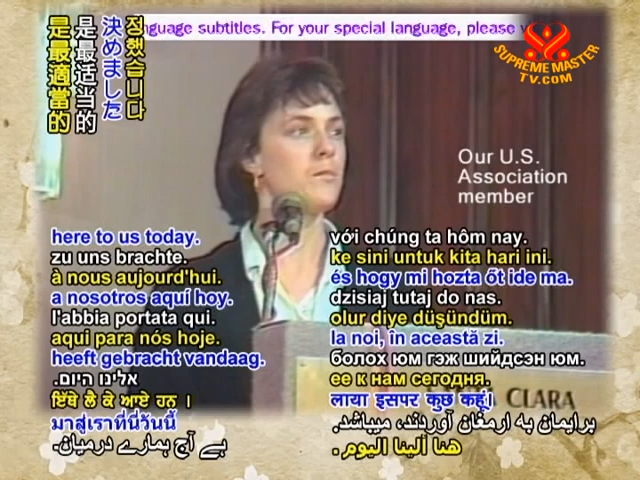 nguage subtitles. For your special language, please
SUPREME MASTER
TV.COM
정했습니다
決めました
是最适当的
是最適當的
Our U.S.
Association
member
here to us today.
zu uns brachte.
à nous aujourd'hui.
a nosotros aquí hoy.
l'abbia portata qui.
aqui para nós hoje.
heeft gebracht vandaag.
אלינו היום.
ਇੱਥੇ ਲੈ ਕੇ ਆਏ ਹਨ ।
มาสู่เราที่นี่วันนี้
ہے آج ہمارے درمیان.
với chúng ta hôm nay.
ke sini untuk kita hari ini.
és hogy mi hozta őt ide ma.
dzisiaj tutaj do nas.
olur diye düşündüm.
la noi, în această zi.
болох юм гэж шийдсэн юм.
ее к нам сегодня.
लाया इसपर कुछ कहूं।
برایمان به ارمغان آوردند، میباشد.
هنا ألينا اليوم.
CLARA